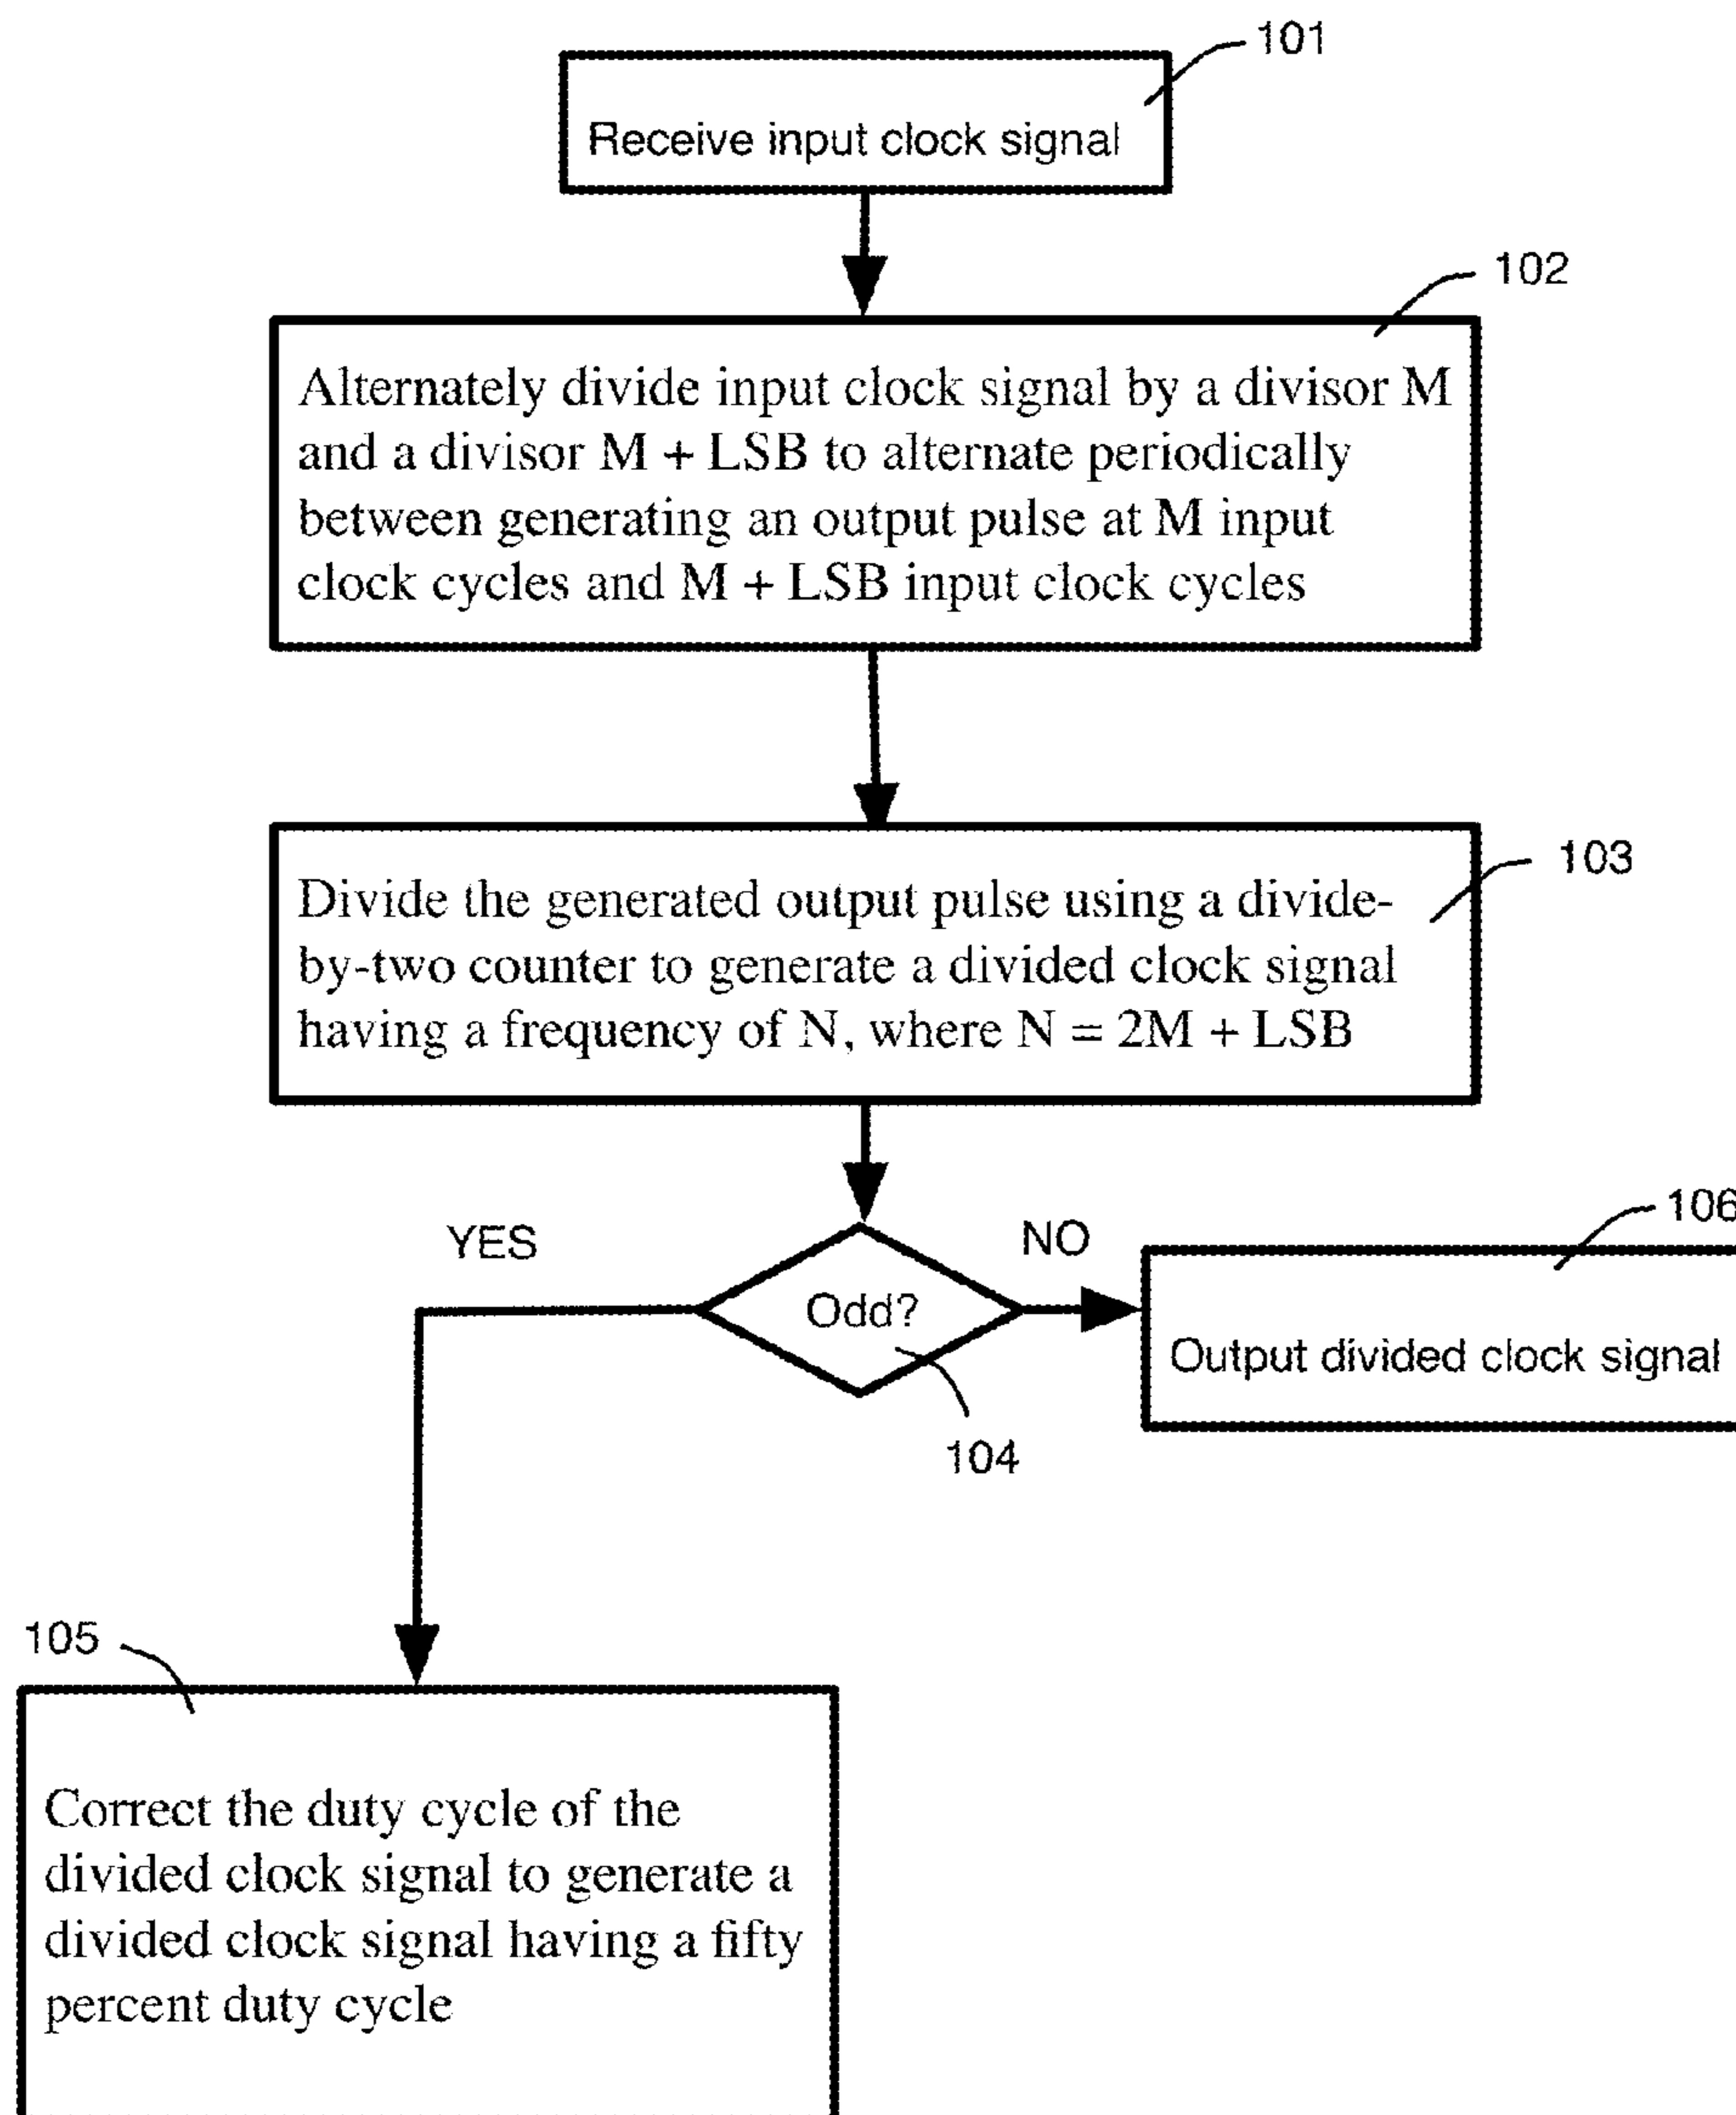 101
Receive input clock signal
102
Alternately divide input clock signal by a divisor M
and a divisor M + LSB to alternate periodically
between generating an output pulse at M input
clock cycles and M + LSB input clock cycles
103
Divide the generated output pulse using a divide-
by-two counter to generate a divided clock signal
having a frequency of N, where N = 2M + LSB
106
YES
NO
Odd?
Output divided clock signal
104
105
Correct the duty cycle of the
divided clock signal to generate a
divided clock signal having a fifty
percent duty cycle